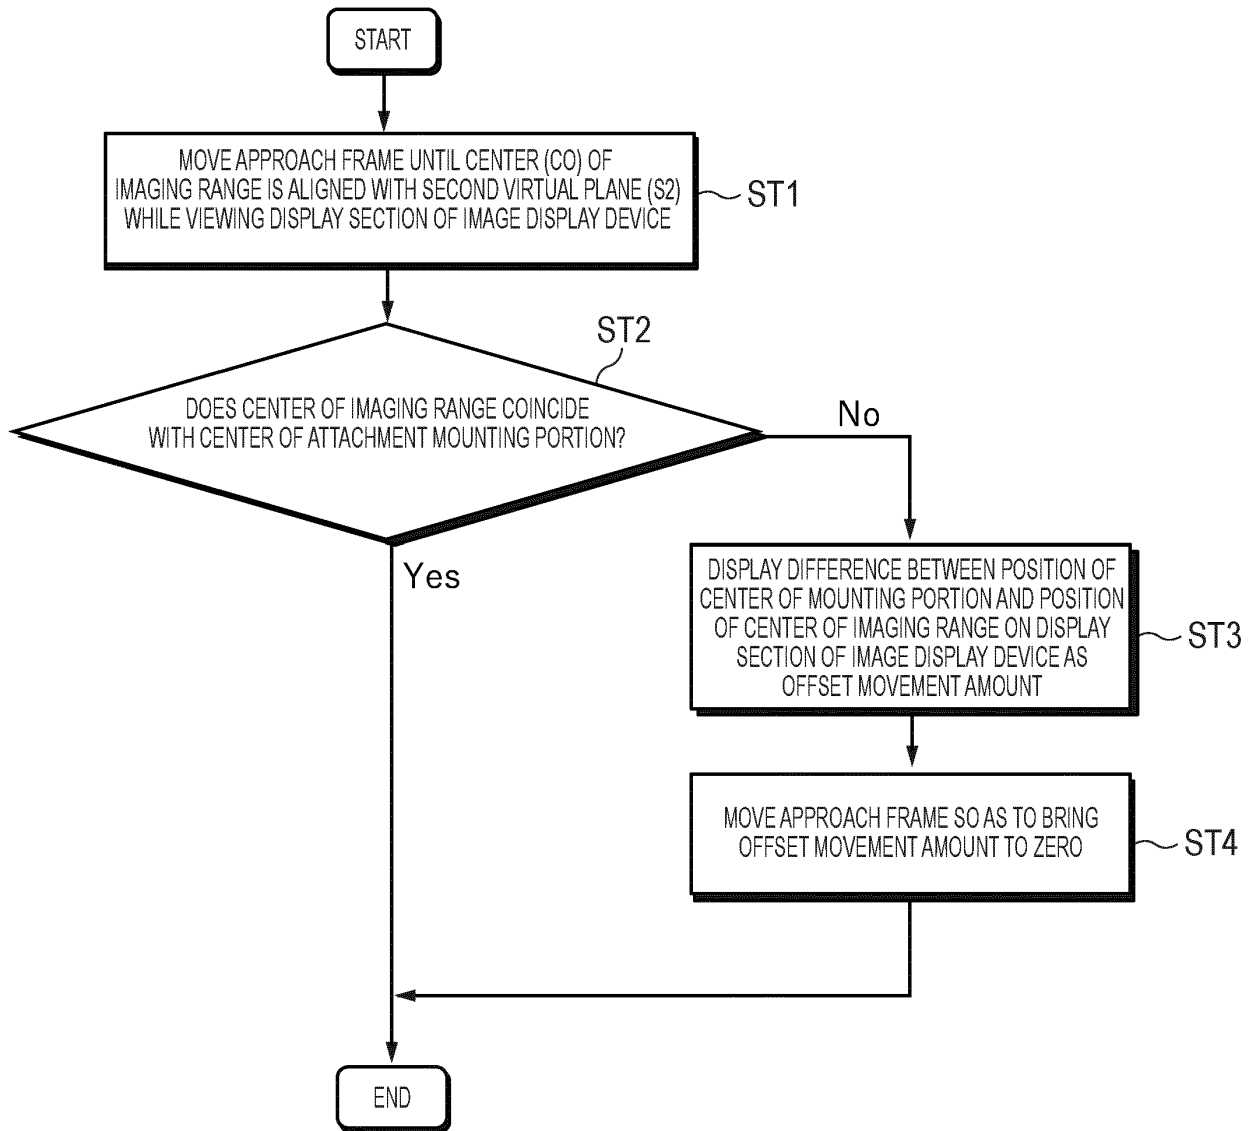 START
MOVE APPROACH FRAME UNTIL CENTER (CO) OF
IMAGING RANGE IS ALIGNED WITH SECOND VIRTUAL PLANE (S2)
WHILE VIEWING DISPLAY SECTION OF IMAGE DISPLAY DEVICE
ST1
ST2
DOES CENTER OF IMAGING RANGE COINCIDE
WITH CENTER OF ATTACHMENT MOUNTING PORTION?
No
Yes
DISPLAY DIFFERENCE BETWEEN POSITION OF
CENTER OF MOUNTING PORTION AND POSITION
OF CENTER OF IMAGING RANGE ON DISPLAY
SECTION OF IMAGE DISPLAY DEVICE AS
OFFSET MOVEMENT AMOUNT
ST3
MOVE APPROACH FRAME SO AS TO BRING
OFFSET MOVEMENT AMOUNT TO ZERO
ST4
END